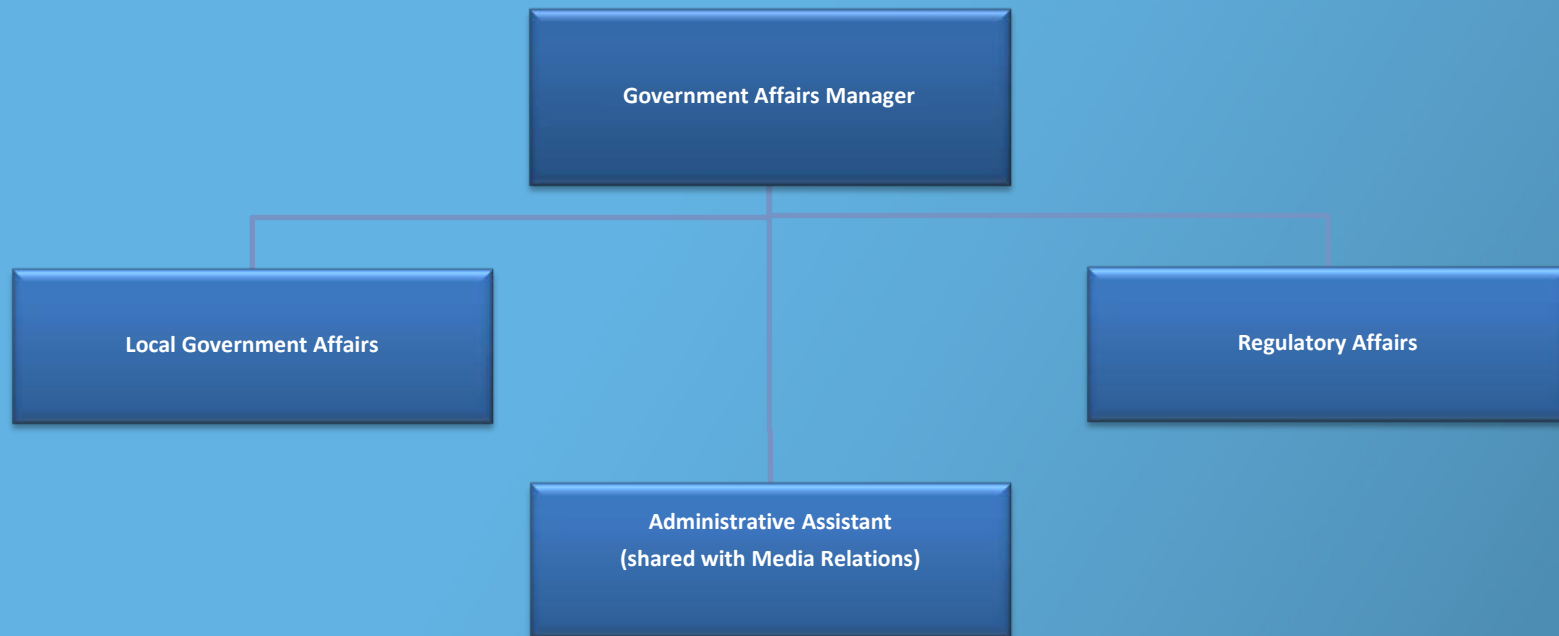 Government Affairs Manager
Local Government Affairs
Regulatory Affairs
Administrative Assistant
(shared with Media Relations)